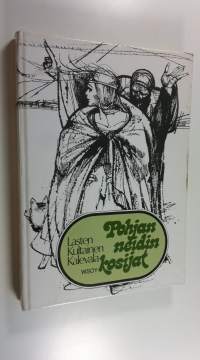 Pohjan
neidin
kosijat
Lasten
Kultainen
Kalevala
WSOY